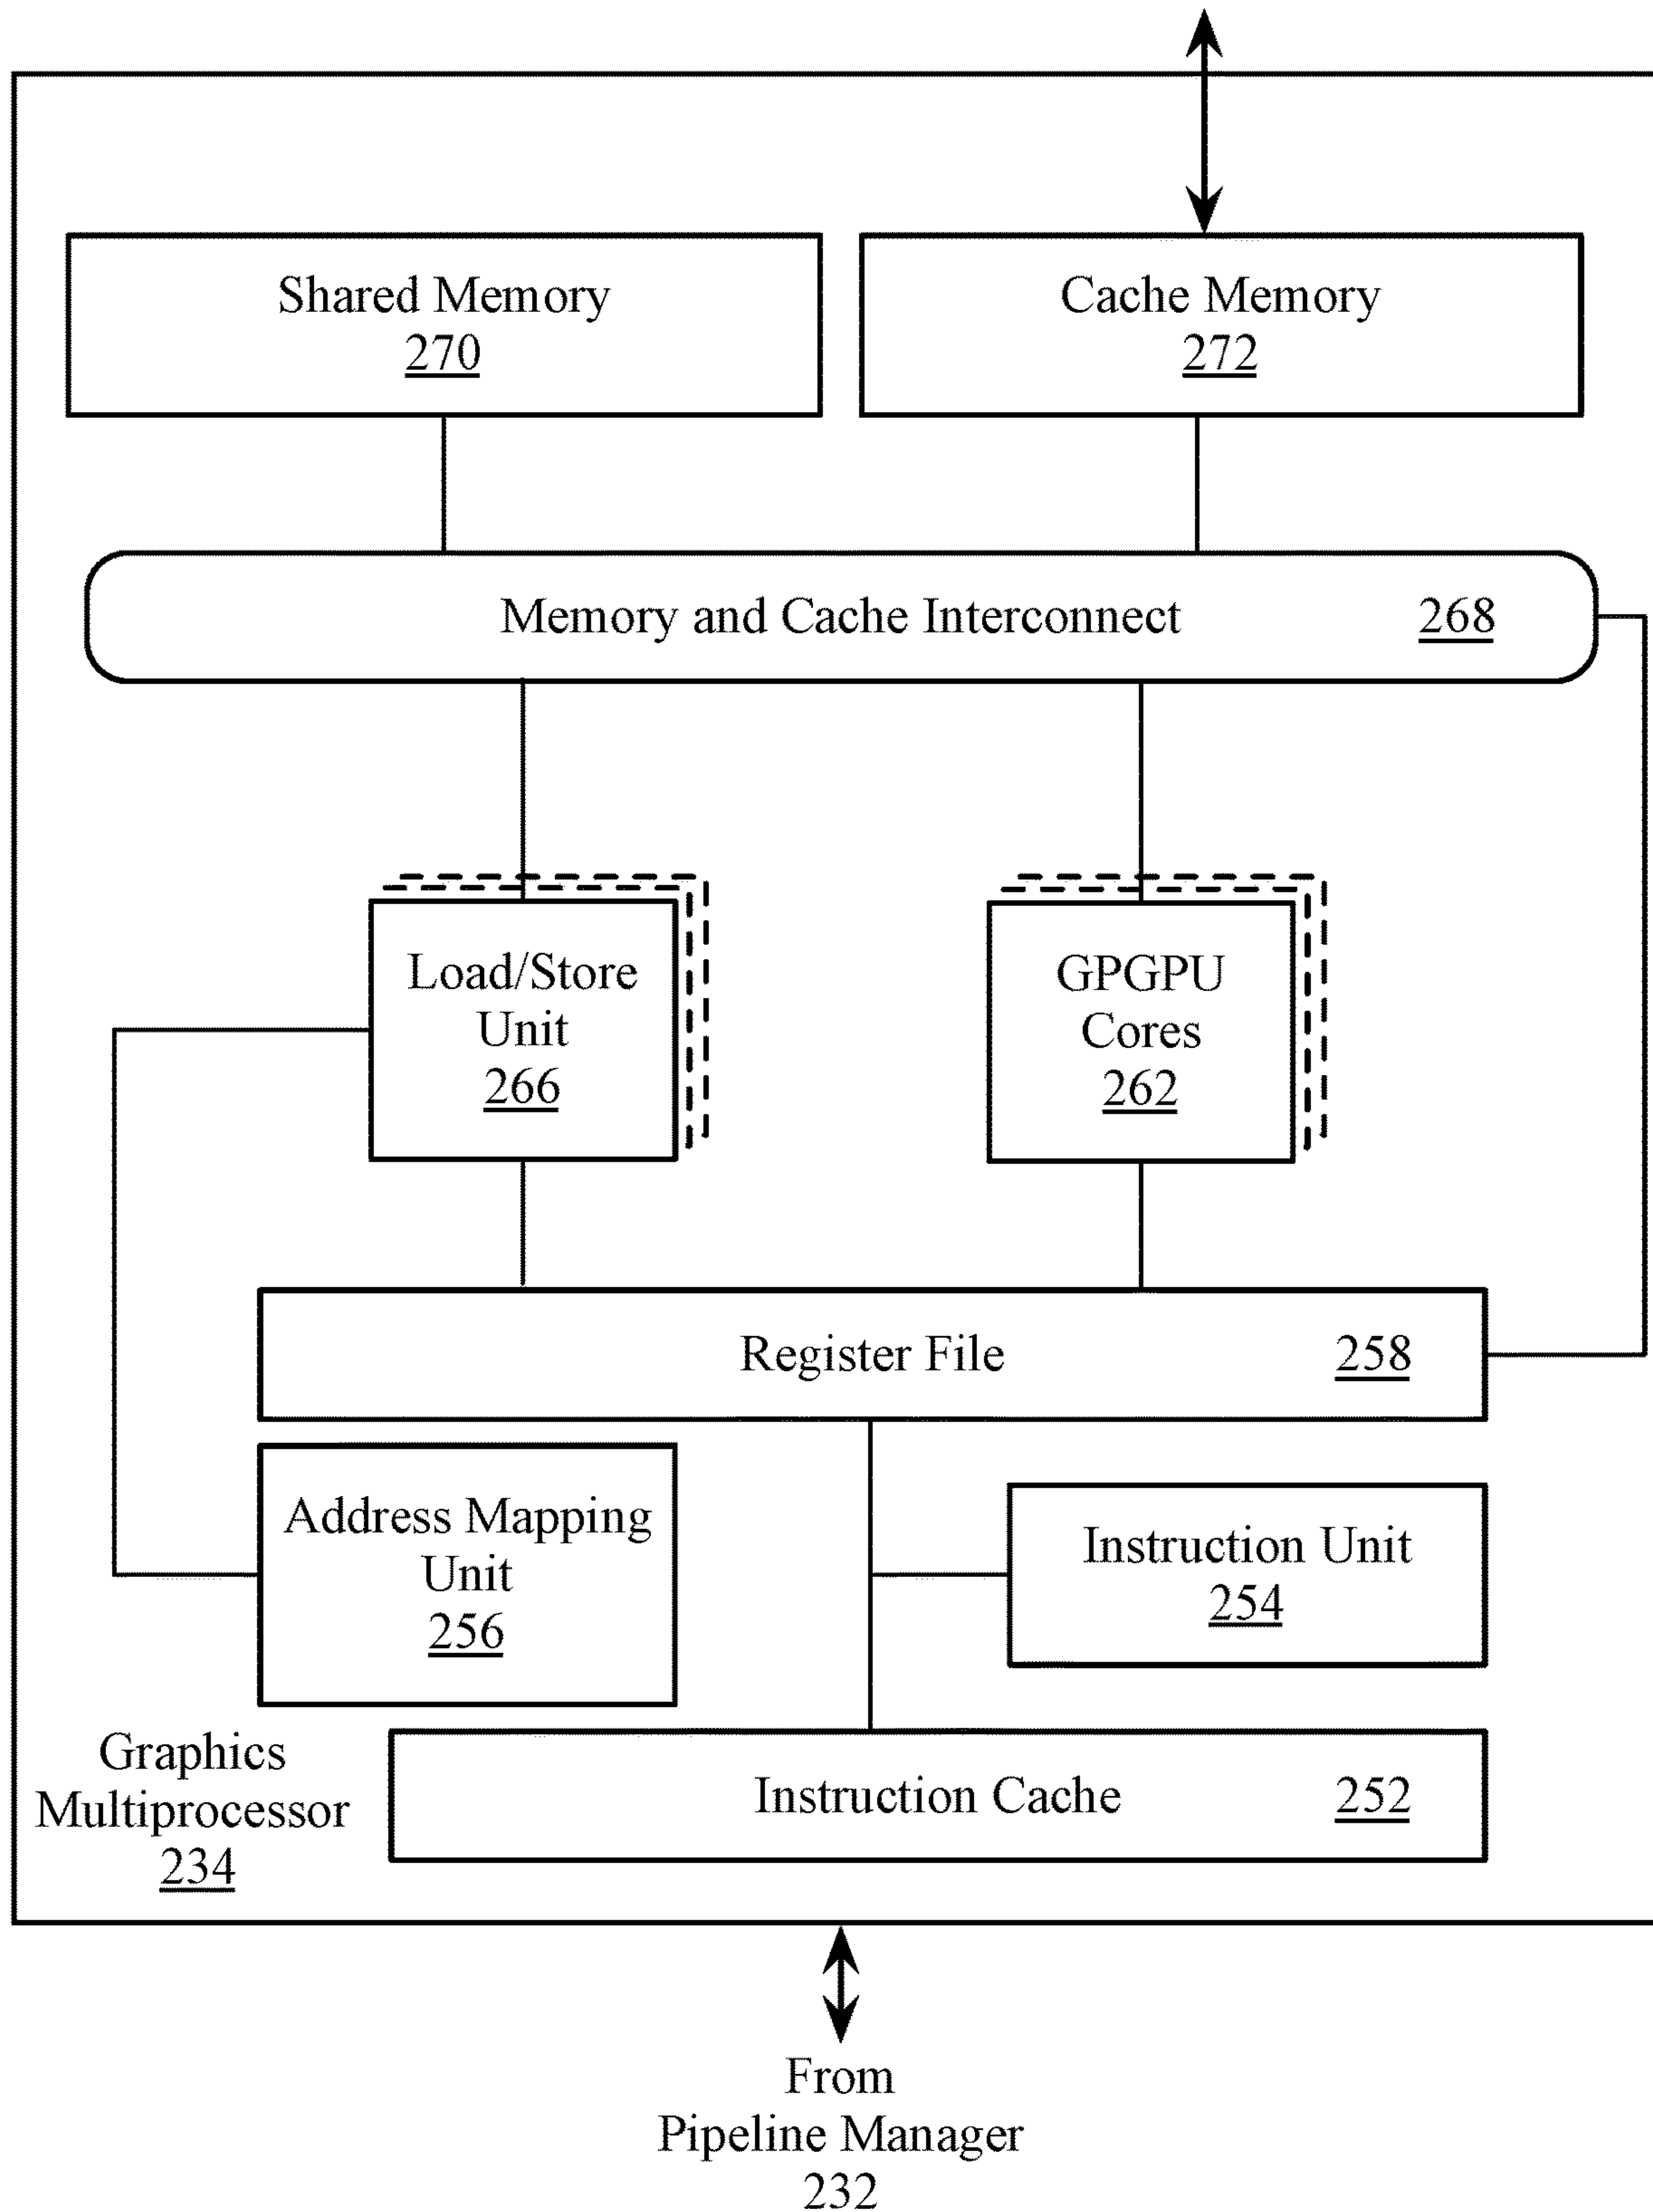 Shared Memory
270
Cache Memory
272
Memory and Cache Interconnect 268
Load/Store
Unit
266
GPGPU
Cores
262
Register File 258
Address Mapping
Unit
256
Instruction Unit
254
Graphics
Multiprocessor
234
Instruction Cache 252
From
Pipeline Manager
232